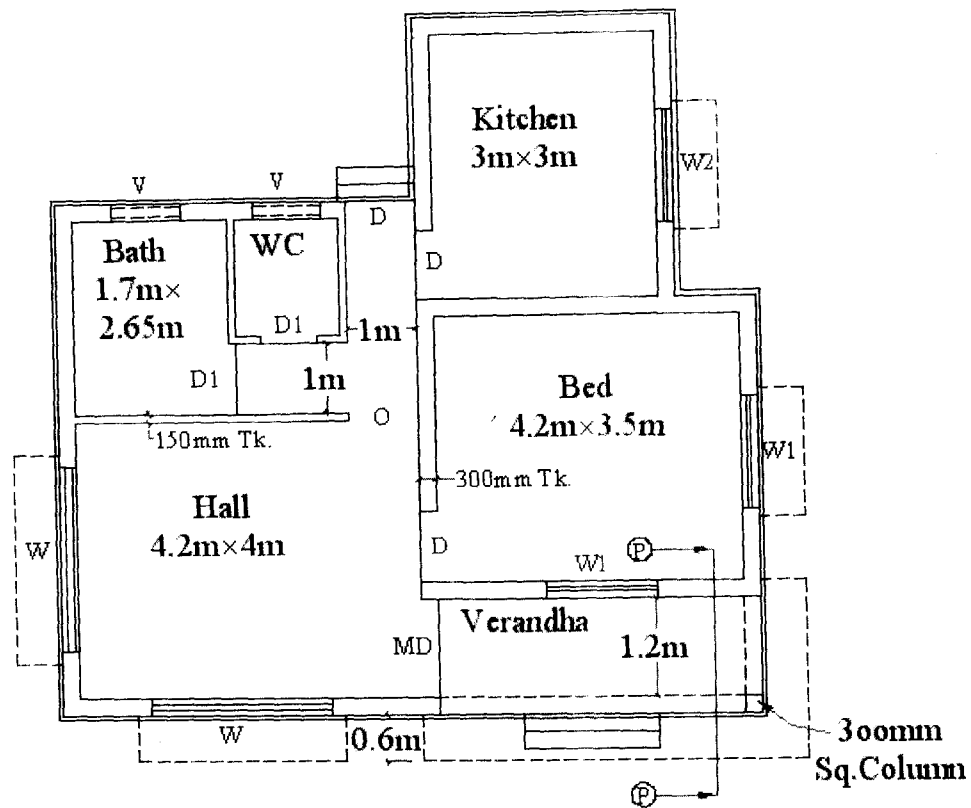 Kitchen
3m×3m
W2
V
V
D
Bath
1.7m×
2.65m
WC
D
D1
1m
D1
1m
Bed
4.2m×3.5m
O
150mm Tk.
W1
300mm Tk.
Hall
4.2m×4m
W
D
P
W1
Verandha
1.2m
MD
W
0.6m
3oomm
Sq.Column
P